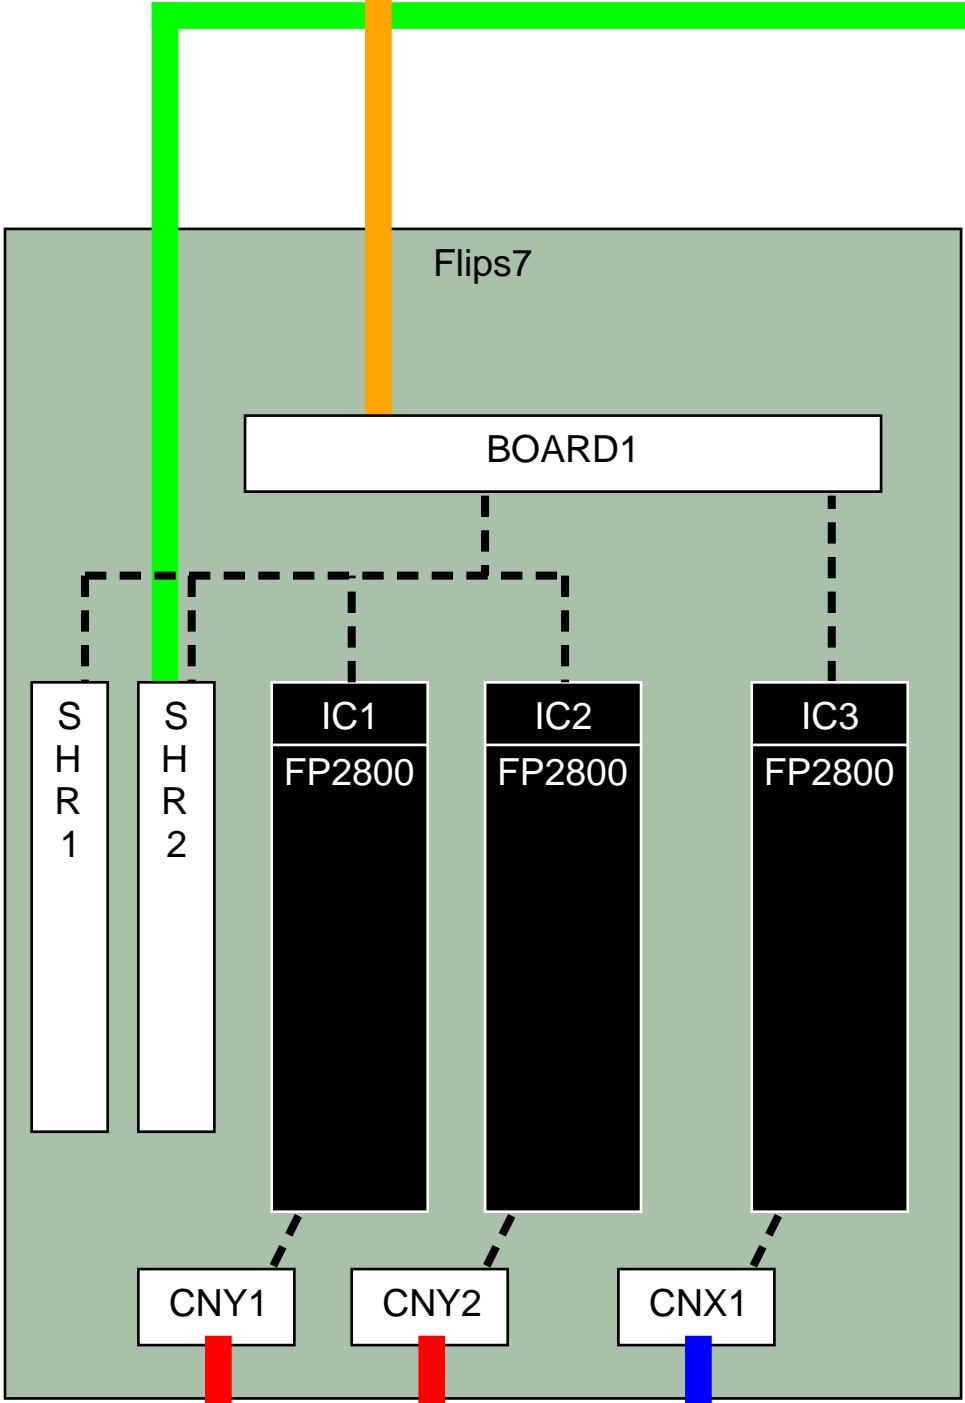 Flips7
BOARD1
S
H
R
1
S
H
R
2
IC1
FP2800
IC2
FP2800
IC3
FP2800
CNY1
CNY2
CNX1